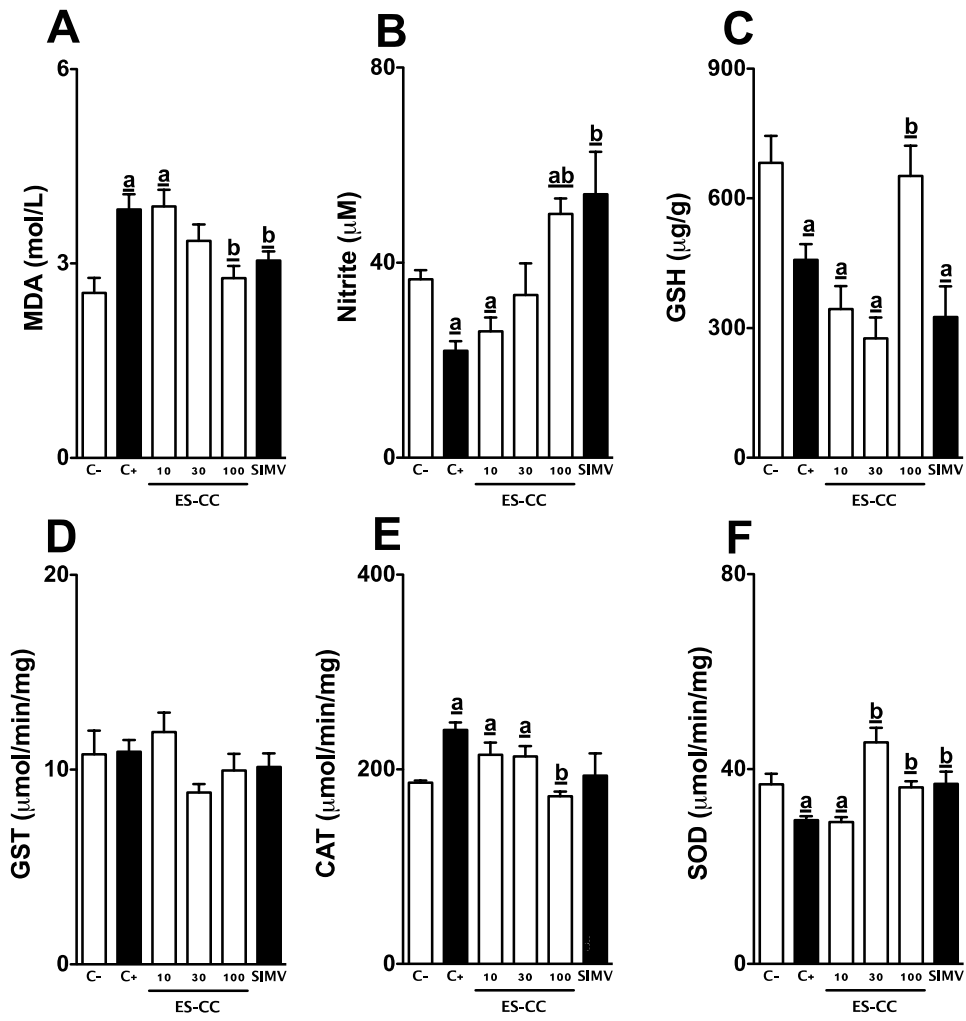 A
MDA (mol/L)
6
3
0
a
a
b
b
C- C+ 10 30 100 SIMV
ES-CC
B
Nitrite (μM)
80
40
0
a
a
ab
b
C- C+ 10 30 100 SIMV
ES-CC
C
GSH (μg/g)
900
600
300
0
a
a
a
b
a
C- C+ 10 30 100 SIMV
ES-CC
D
GST (μmol/min/mg)
20
10
0
C- C+ 10 30 100 SIMV
ES-CC
E
CAT (μmol/min/mg)
400
200
0
a
a
a
b
C- C+ 10 30 100 SIMV
ES-CC
F
SOD (μmol/min/mg)
80
40
0
a
a
b
b
b
C- C+ 10 30 100 SIMV
ES-CC